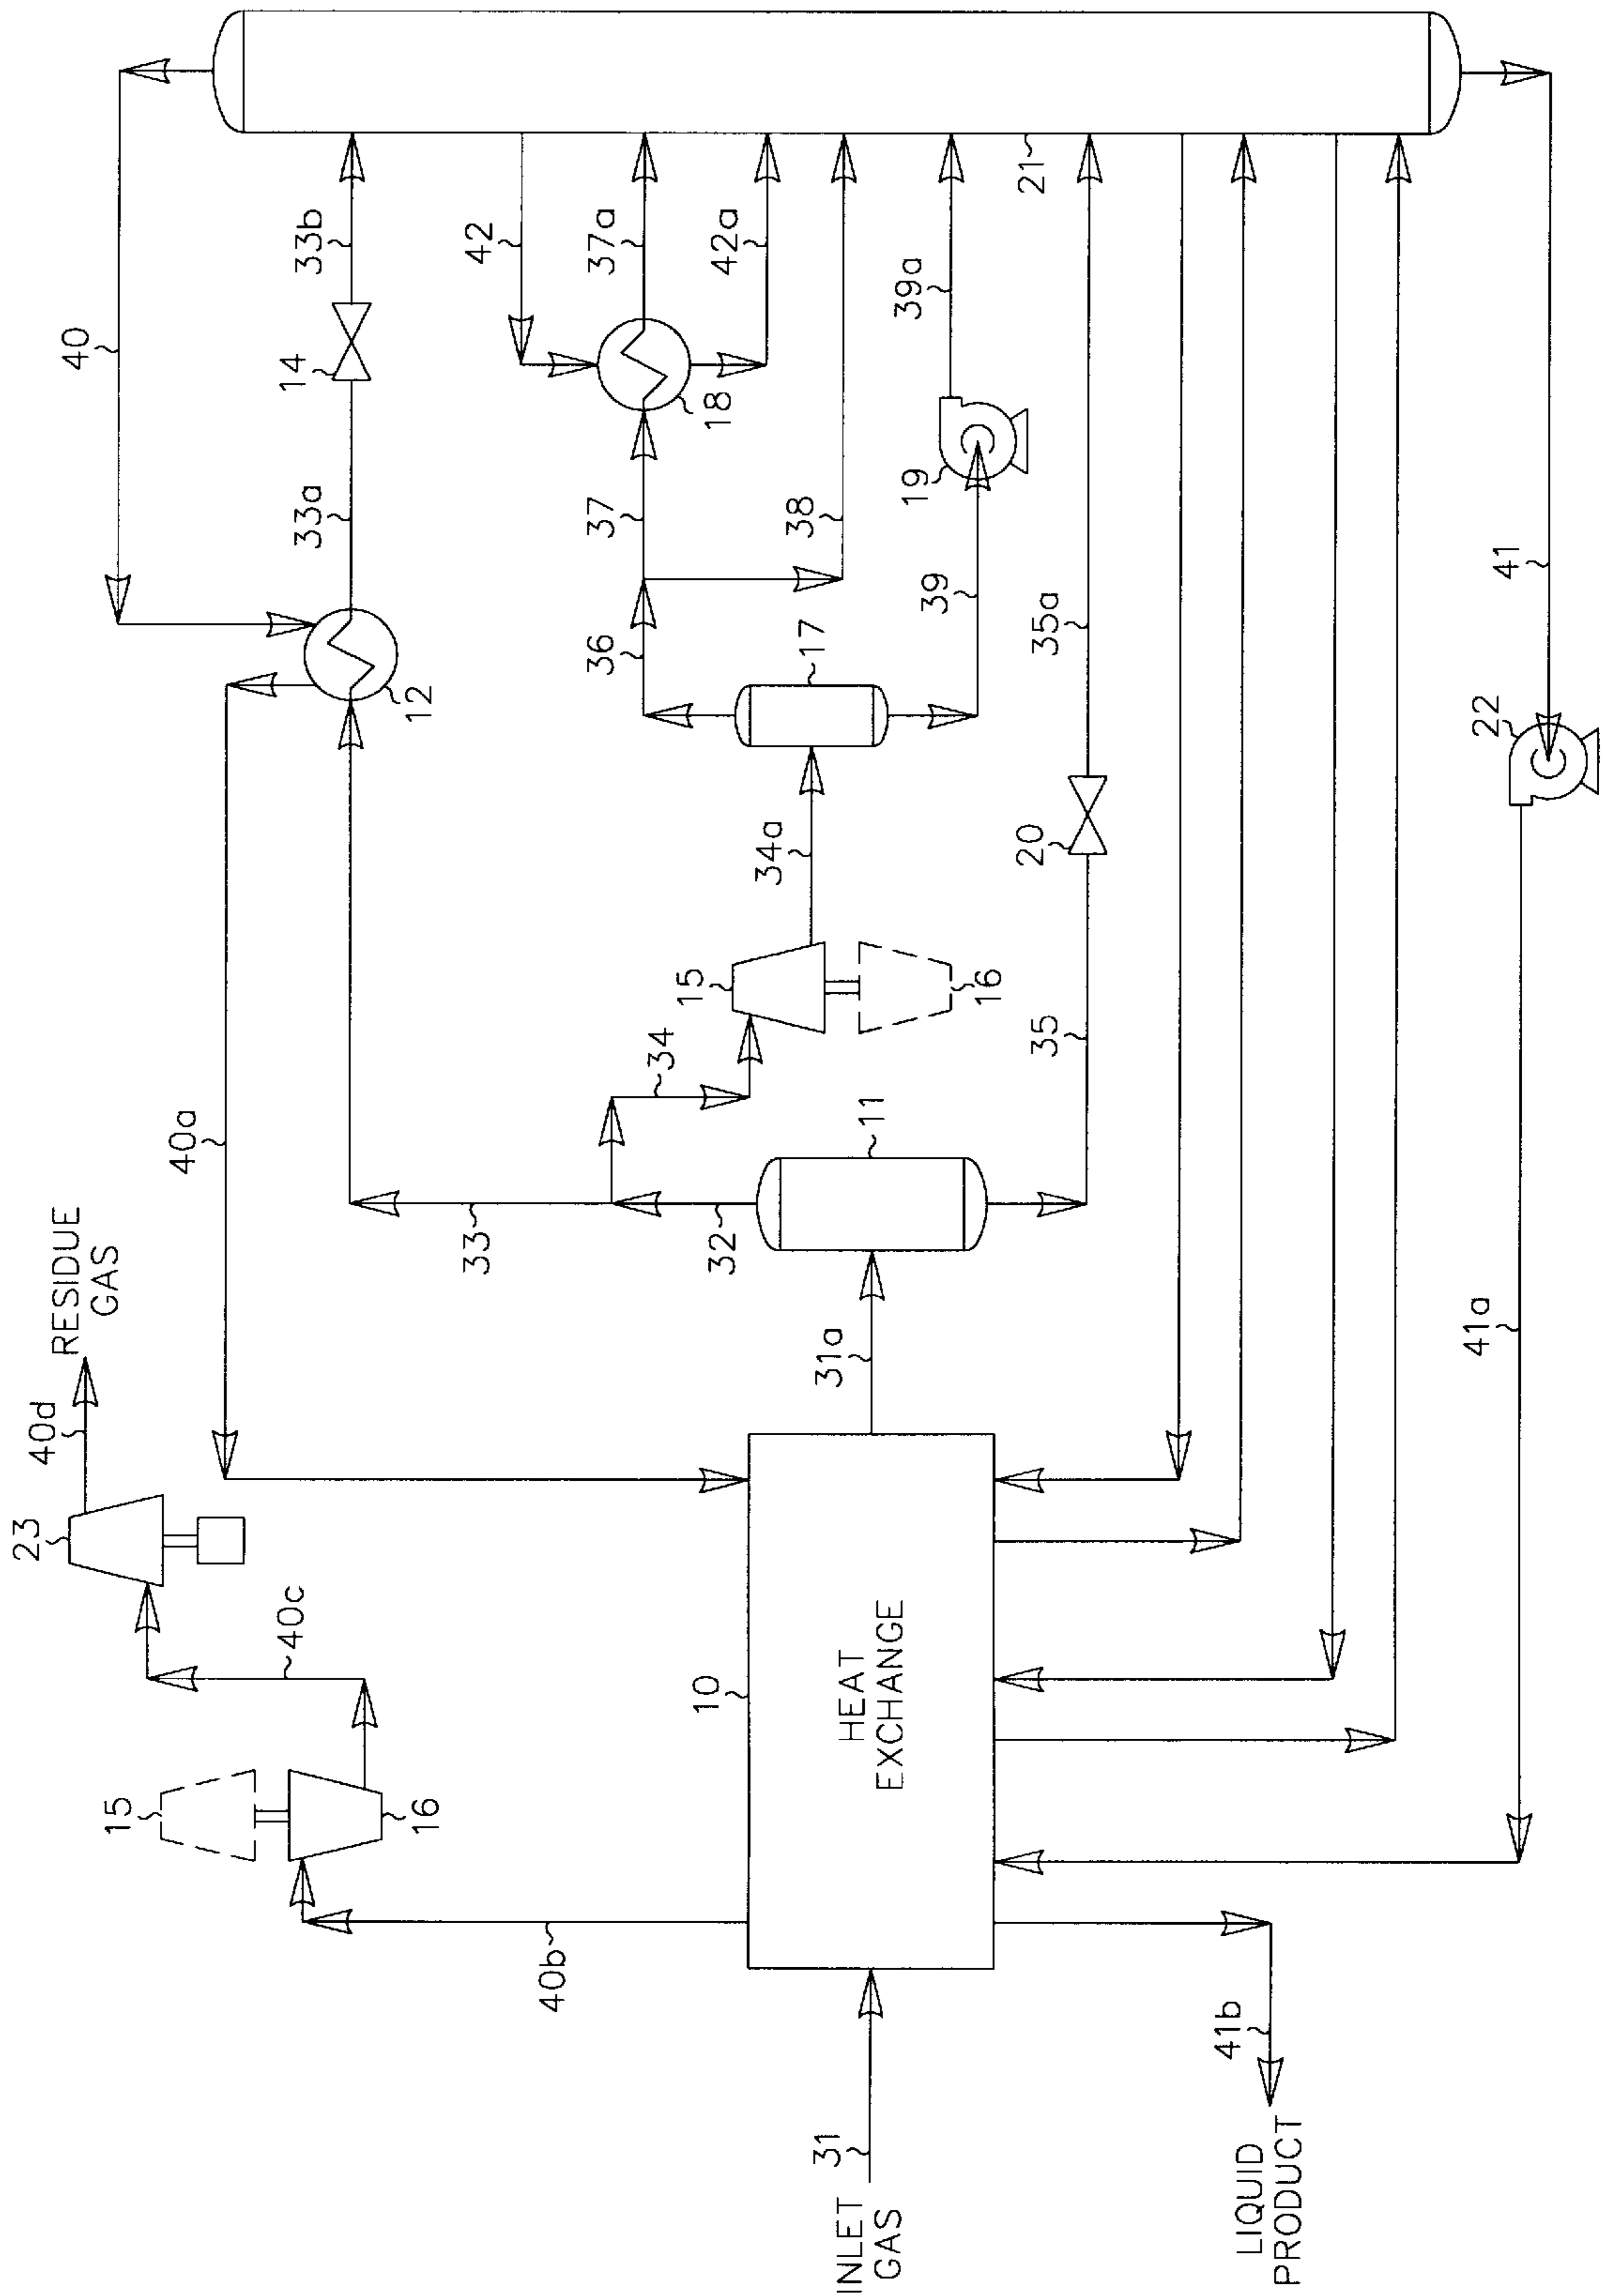 23
40d
RESIDUE
GAS
40
15
40a
40c
14
33a
33b
12
16
33
42
40b
36
37
37a
34
15
10
18
32
42a
34a
38
17
31
31a
INLET
GAS
HEAT
EXCHANGE
11
39a
19
39
16
20
21
35
35a
41b
LIQUID
PRODUCT
41a
22
41